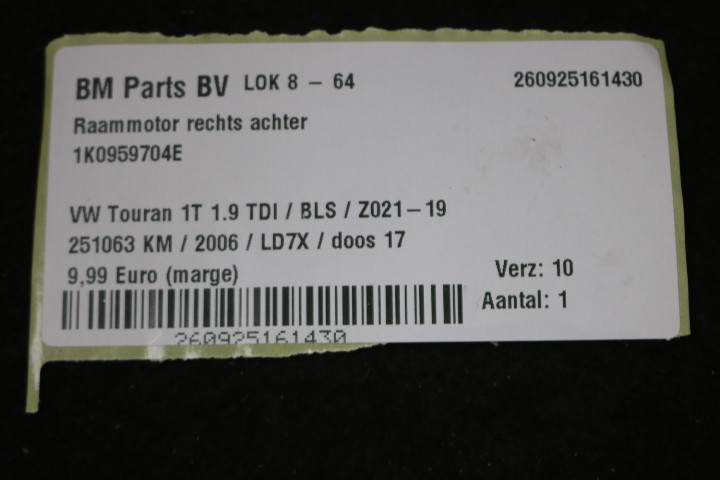 BM Parts BV LOK 8 – 64 260925161430
Raammotor rechts achter
1K0959704E
VW Touran 1T 1.9 TDI / BLS / Z021–19
251063 KM / 2006 / LD7X / doos 17
9,99 Euro (marge) Verz: 10
Aantal: 1
260925161430